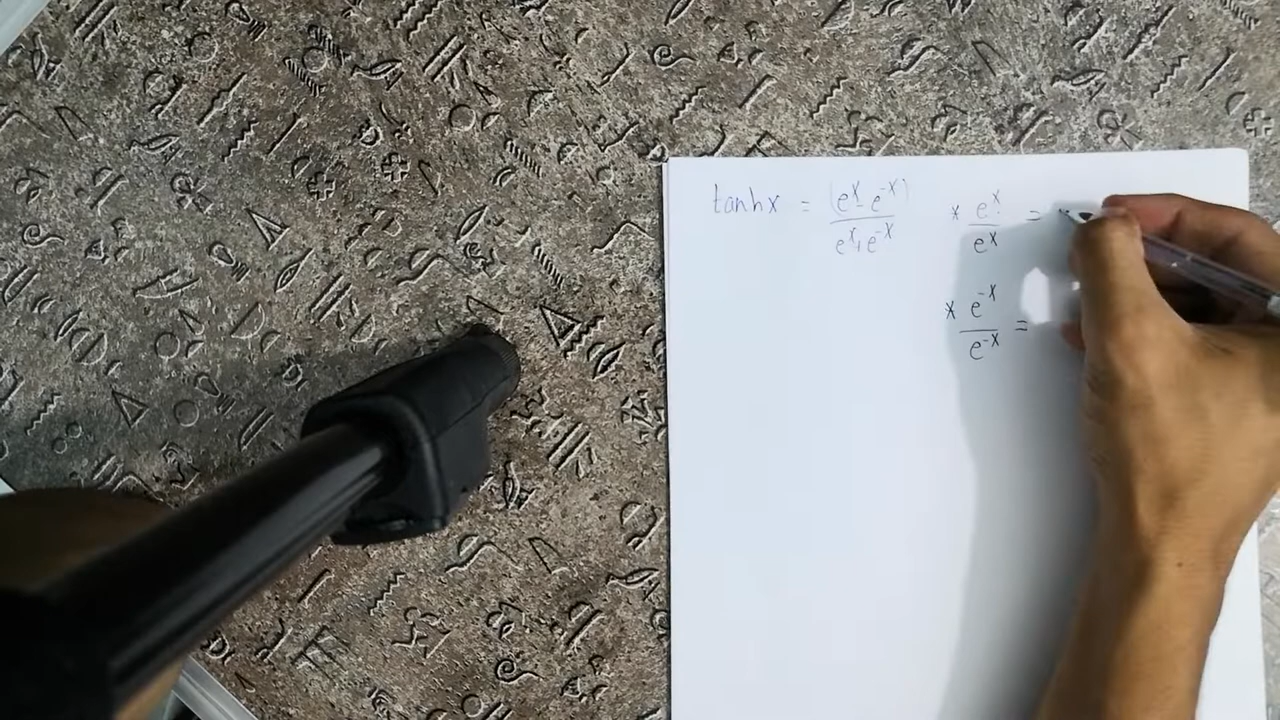 tanhx = (e^x - e^-x) / (e^x + e^-x) * e^x / e^x =
* e^-x / e^-x =